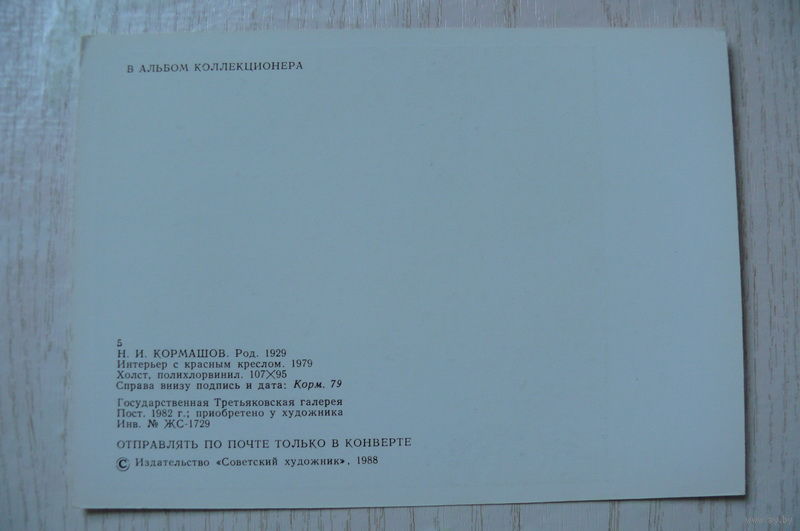 В АЛЬБОМ КОЛЛЕКЦИОНЕРА
5
Н. И. КОРМАШОВ. Род. 1929
Интерьер с красным креслом. 1979
Холст, полихлорвинил. 107×95
Справа внизу подпись и дата: Корм. 79
Государственная Третьяковская галерея
Пост. 1982 г.; приобретено у художника
Инв. № ЖС-1729
ОТПРАВЛЯТЬ ПО ПОЧТЕ ТОЛЬКО В КОНВЕРТЕ
© Издательство «Советский художник», 1988